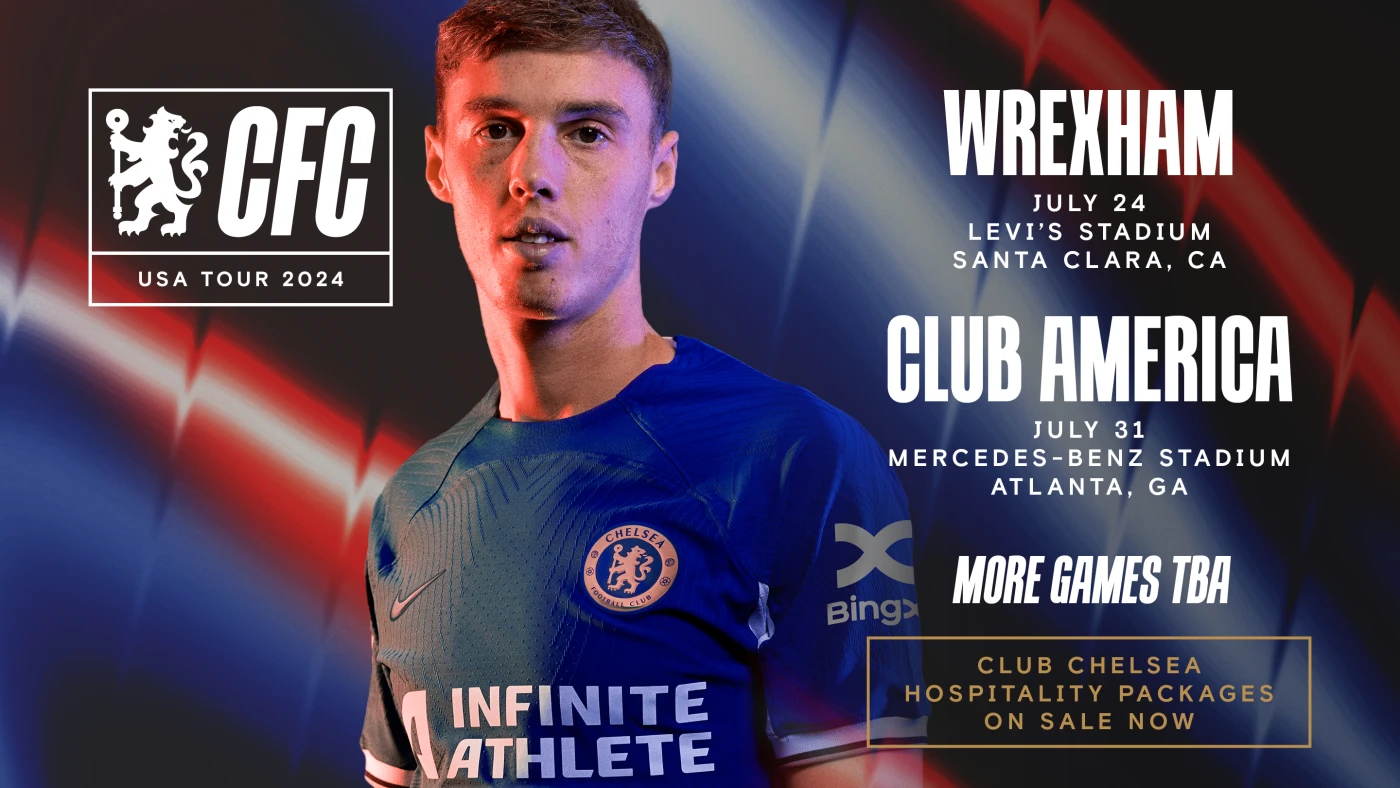 CFC
USA TOUR 2024
WREXHAM
JULY 24
LEVI'S STADIUM
SANTA CLARA, CA
CLUB AMERICA
JULY 31
MERCEDES-BENZ STADIUM
ATLANTA, GA
MORE GAMES TBA
CLUB CHELSEA
HOSPITALITY PACKAGES
ON SALE NOW
CHELSEA
FOOTBALL CLUB
BingX
INFINITE
ATHLETE